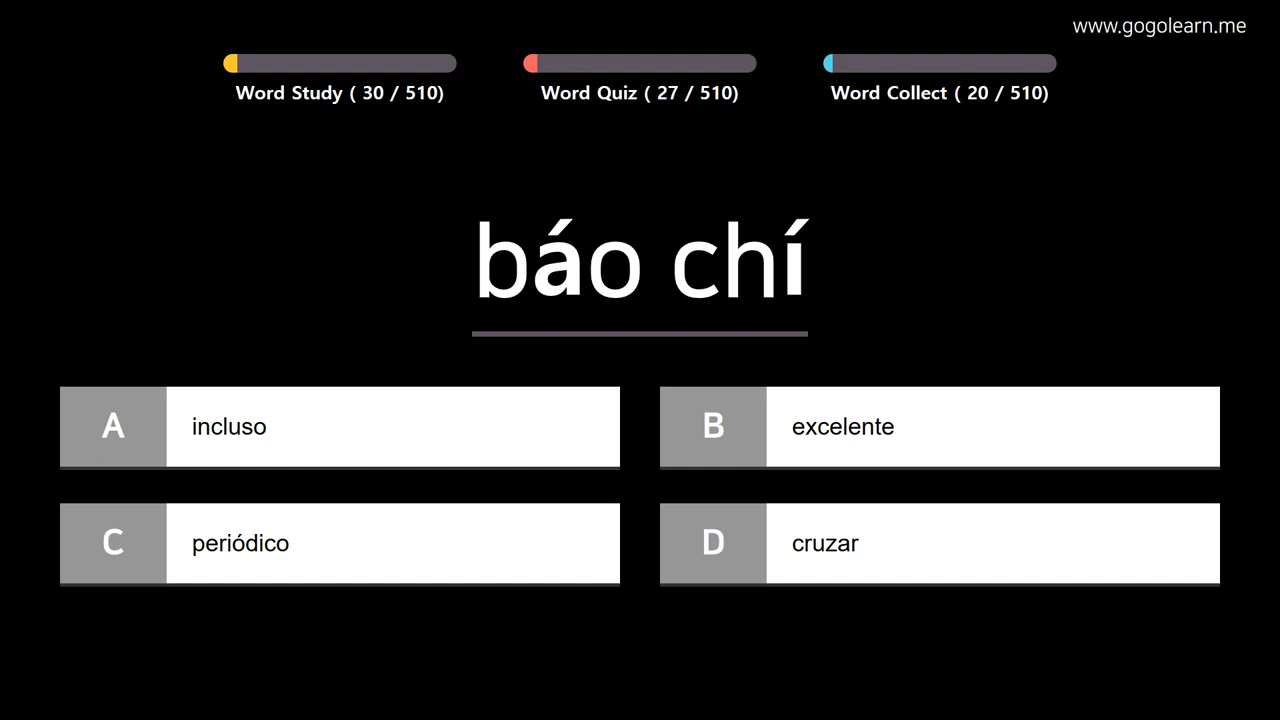 www.gogolearn.me
Word Study ( 30 / 510)
Word Quiz ( 27 / 510)
Word Collect ( 20 / 510)
báo chí
A incluso
B excelente
C periódico
D cruzar